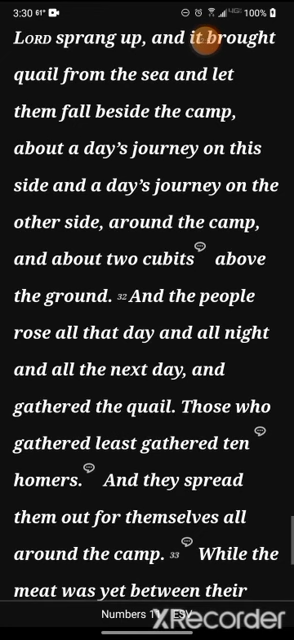 3:30 61°
100%
LORD sprang up, and it brought
quail from the sea and let
them fall beside the camp,
about a day's journey on this
side and a day's journey on the
other side, around the camp,
and about two cubits above
the ground. 32 And the people
rose all that day and all night
and all the next day, and
gathered the quail. Those who
gathered least gathered ten
homers. And they spread
them out for themselves all
around the camp. 33 While the
meat was yet between their
Numbers 11 ESV
XRecorder